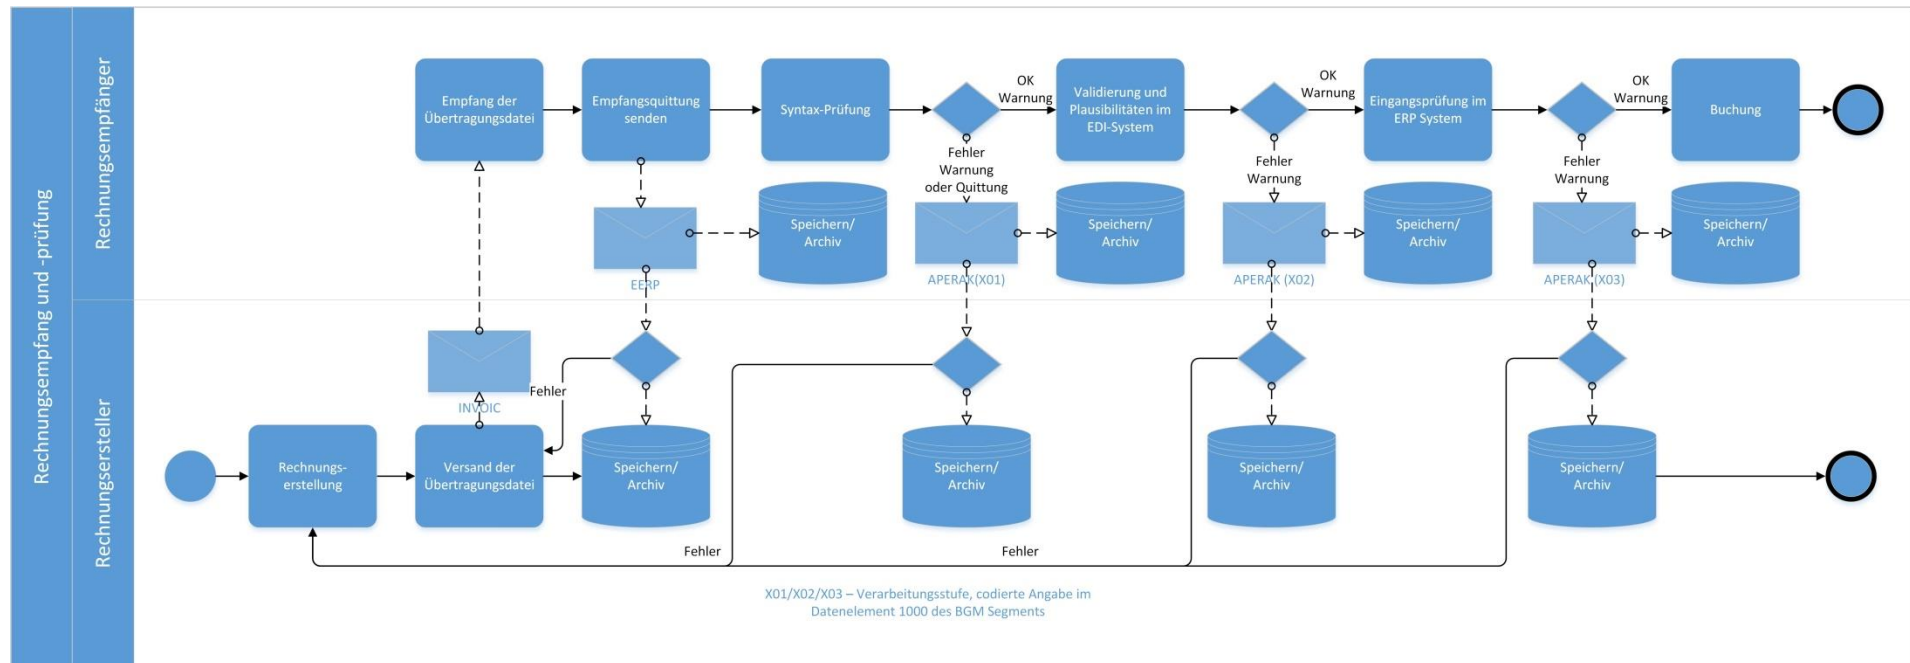 Rechnungsempfang und -prüfung
Rechnungsempfänger
Empfang der
Übertragungsdatei
Empfangsquittung
senden
Syntax-Prüfung
OK
Warnung
Validierung und
Plausibilitäten im
EDI-System
OK
Warnung
Eingangsprüfung im
ERP System
OK
Warnung
Buchung
Fehler
Warnung
oder Quittung
Fehler
Warnung
Fehler
Warnung
Speichern/
Archiv
Speichern/
Archiv
Speichern/
Archiv
Speichern/
Archiv
EERP
APERAK(X01)
APERAK (X02)
APERAK (X03)
Rechnungsersteller
INVOIC
Fehler
Rechnungs-
erstellung
Versand der
Übertragungsdatei
Speichern/
Archiv
Speichern/
Archiv
Speichern/
Archiv
Speichern/
Archiv
Fehler
Fehler
X01/X02/X03 – Verarbeitungsstufe, codierte Angabe im
Datenelement 1000 des BGM Segments